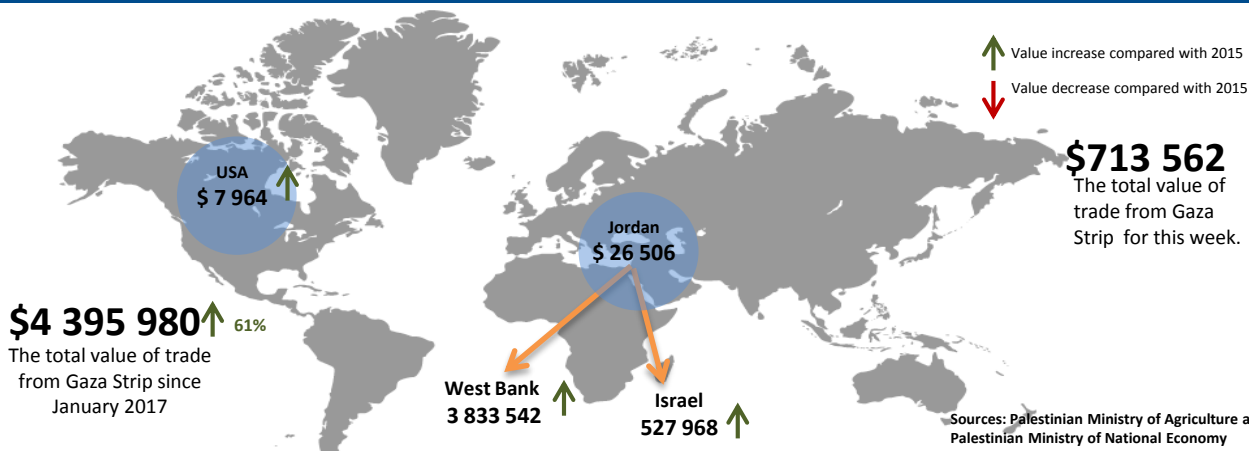 Value increase compared with 2015
Value decrease compared with 2015
USA
$ 7 964
$713 562
The total value of
trade from Gaza
Strip for this week.
Jordan
$ 26 506
$4 395 980
61%
The total value of trade
from Gaza Strip since
January 2017
West Bank
3 833 542
Israel
527 968
Sources: Palestinian Ministry of Agriculture a
Palestinian Ministry of National Economy